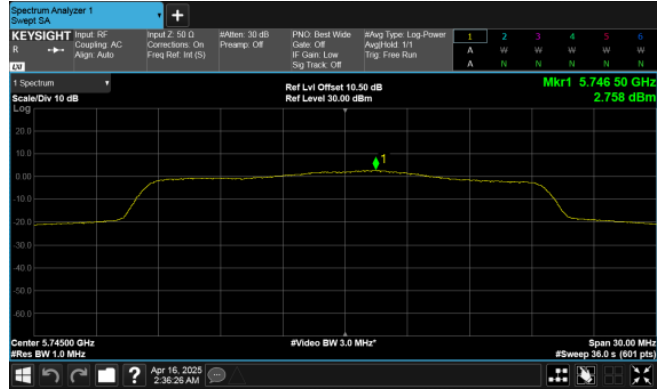 Spectrum Analyzer 1
Swept SA
+
KEYSIGHT
R
LXI
Input: RF
Coupling: AC
Align: Auto
Input Z: 50 Ω
Corrections: On
Freq Ref: Int (S)
#Atten: 30 dB
Preamp: Off
PNO: Best Wide
Gate: Off
IF Gain: Low
Sig Track: Off
#Avg Type: Log-Power
Avg|Hold: 1/1
Trig: Free Run
1 2 3 4 5 6
A W W W W W
A N N N N N
1 Spectrum
Scale/Div 10 dB
Log
Ref Lvl Offset 10.50 dB
Ref Level 30.00 dBm
Mkr1 5.746 50 GHz
2.758 dBm
20.0
10.0
1
0.00
-10.0
-20.0
-30.0
-40.0
-50.0
-60.0
Center 5.74500 GHz
#Video BW 3.0 MHz*
Span 30.00 MHz
#Res BW 1.0 MHz
#Sweep 36.0 s (601 pts)
?
Apr 16, 2025
2:36:26 AM